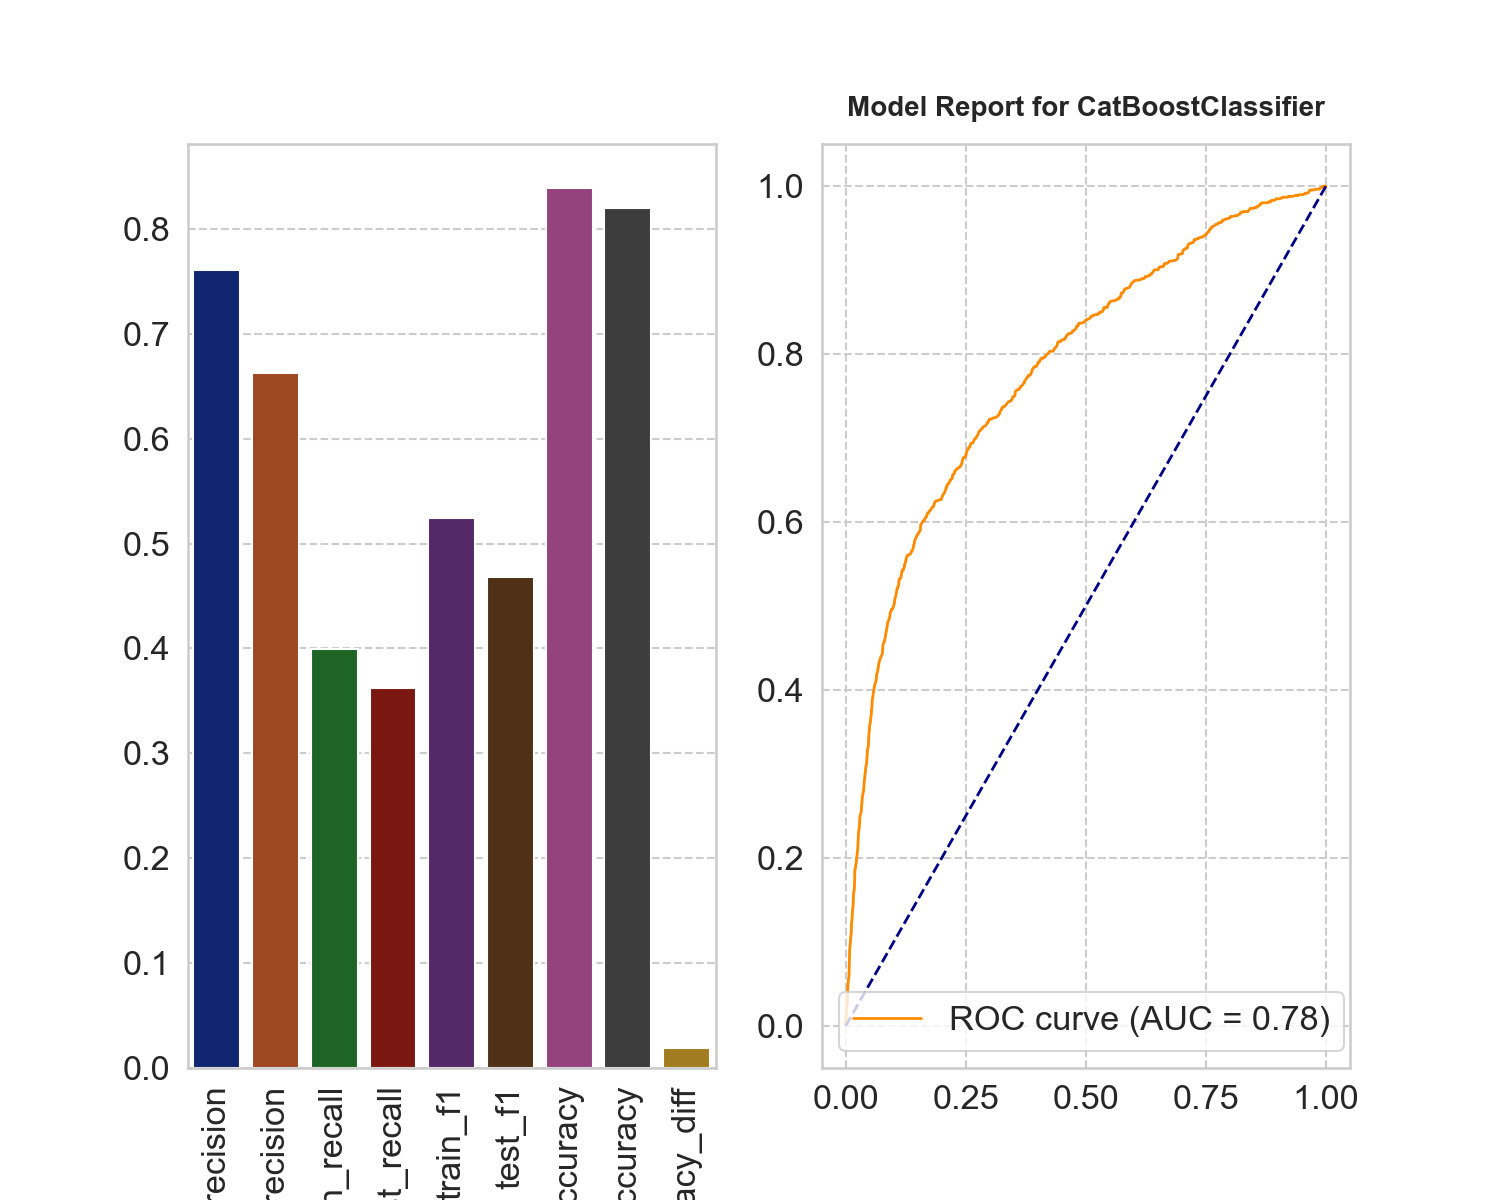 Model Report for CatBoostClassifier
0.8
0.7
0.6
0.5
0.4
0.3
0.2
0.1
0.0
recision
recision
n_recall
t_recall
train_f1
test_f1
ccuracy
ccuracy
acy_diff
1.0
0.8
0.6
0.4
0.2
0.0
ROC curve (AUC = 0.78)
0.00 0.25 0.50 0.75 1.00